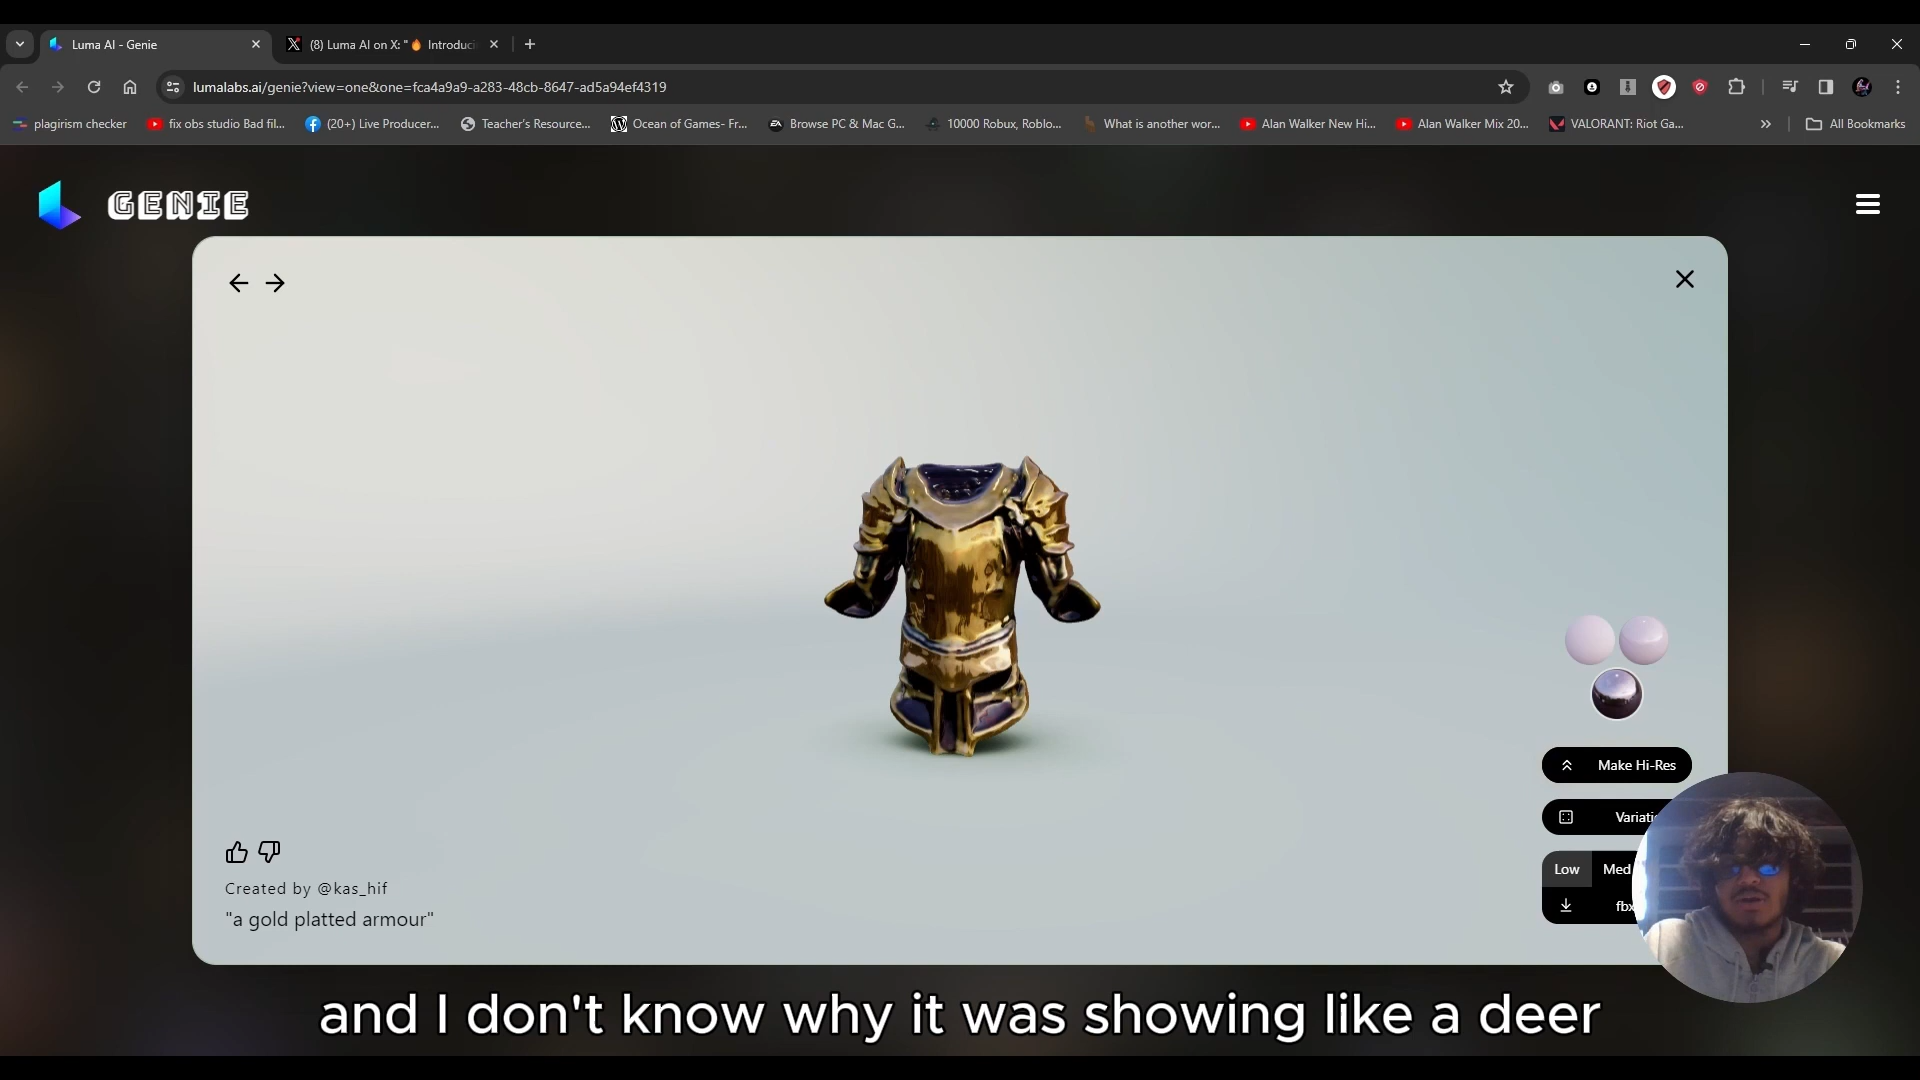 Luma AI - Genie
(8) Luma AI on X: "🔥 Introduci
lumalabs.ai/genie?view=one&one=fca4a9a9-a283-48cb-8647-ad5a94ef4319
plagirism checker
fix obs studio Bad fil...
(20+) Live Producer...
Teacher's Resource...
Ocean of Games- Fr...
Browse PC & Mac G...
10000 Robux, Roblo...
What is another wor...
Alan Walker New Hi...
Alan Walker Mix 20...
VALORANT: Riot Ga...
All Bookmarks
GENIE
Make Hi-Res
Variati
Low Med
fbx
Created by @kas_hif
"a gold platted armour"
and I don't know why it was showing like a deer